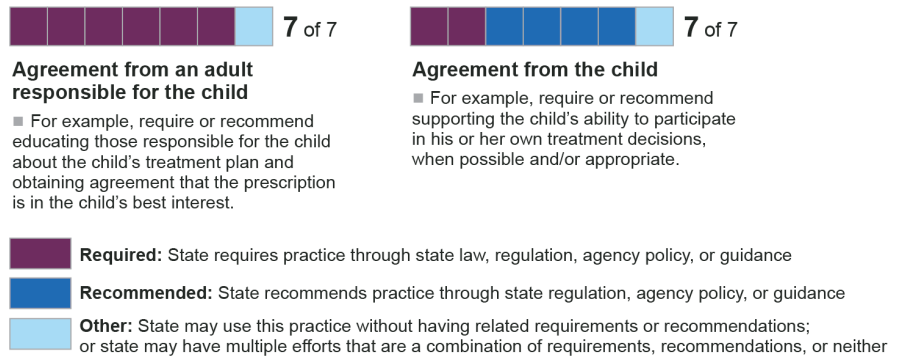 7 of 7
Agreement from an adult
responsible for the child
For example, require or recommend
educating those responsible for the child
about the child’s treatment plan and
obtaining agreement that the prescription
is in the child’s best interest.
7 of 7
Agreement from the child
For example, require or recommend
supporting the child’s ability to participate
in his or her own treatment decisions,
when possible and/or appropriate.
Required: State requires practice through state law, regulation, agency policy, or guidance
Recommended: State recommends practice through state regulation, agency policy, or guidance
Other: State may use this practice without having related requirements or recommendations;
or state may have multiple efforts that are a combination of requirements, recommendations, or neither